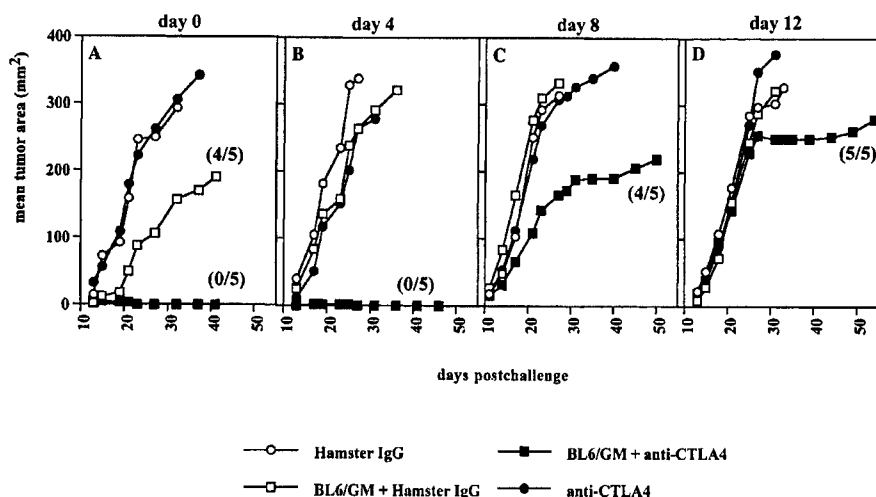 day 0 day 4 day 8 day 12
A B C D
mean tumor area (mm²)
400
300
200
100
0
(4/5)
(0/5)
(0/5)
(4/5)
(5/5)
10 20 30 40 50
10 20 30 40 50
10 20 30 40 50
10 20 30 40 50
days postchallenge
Hamster IgG
BL6/GM + anti-CTLA4
BL6/GM + Hamster IgG
anti-CTLA4